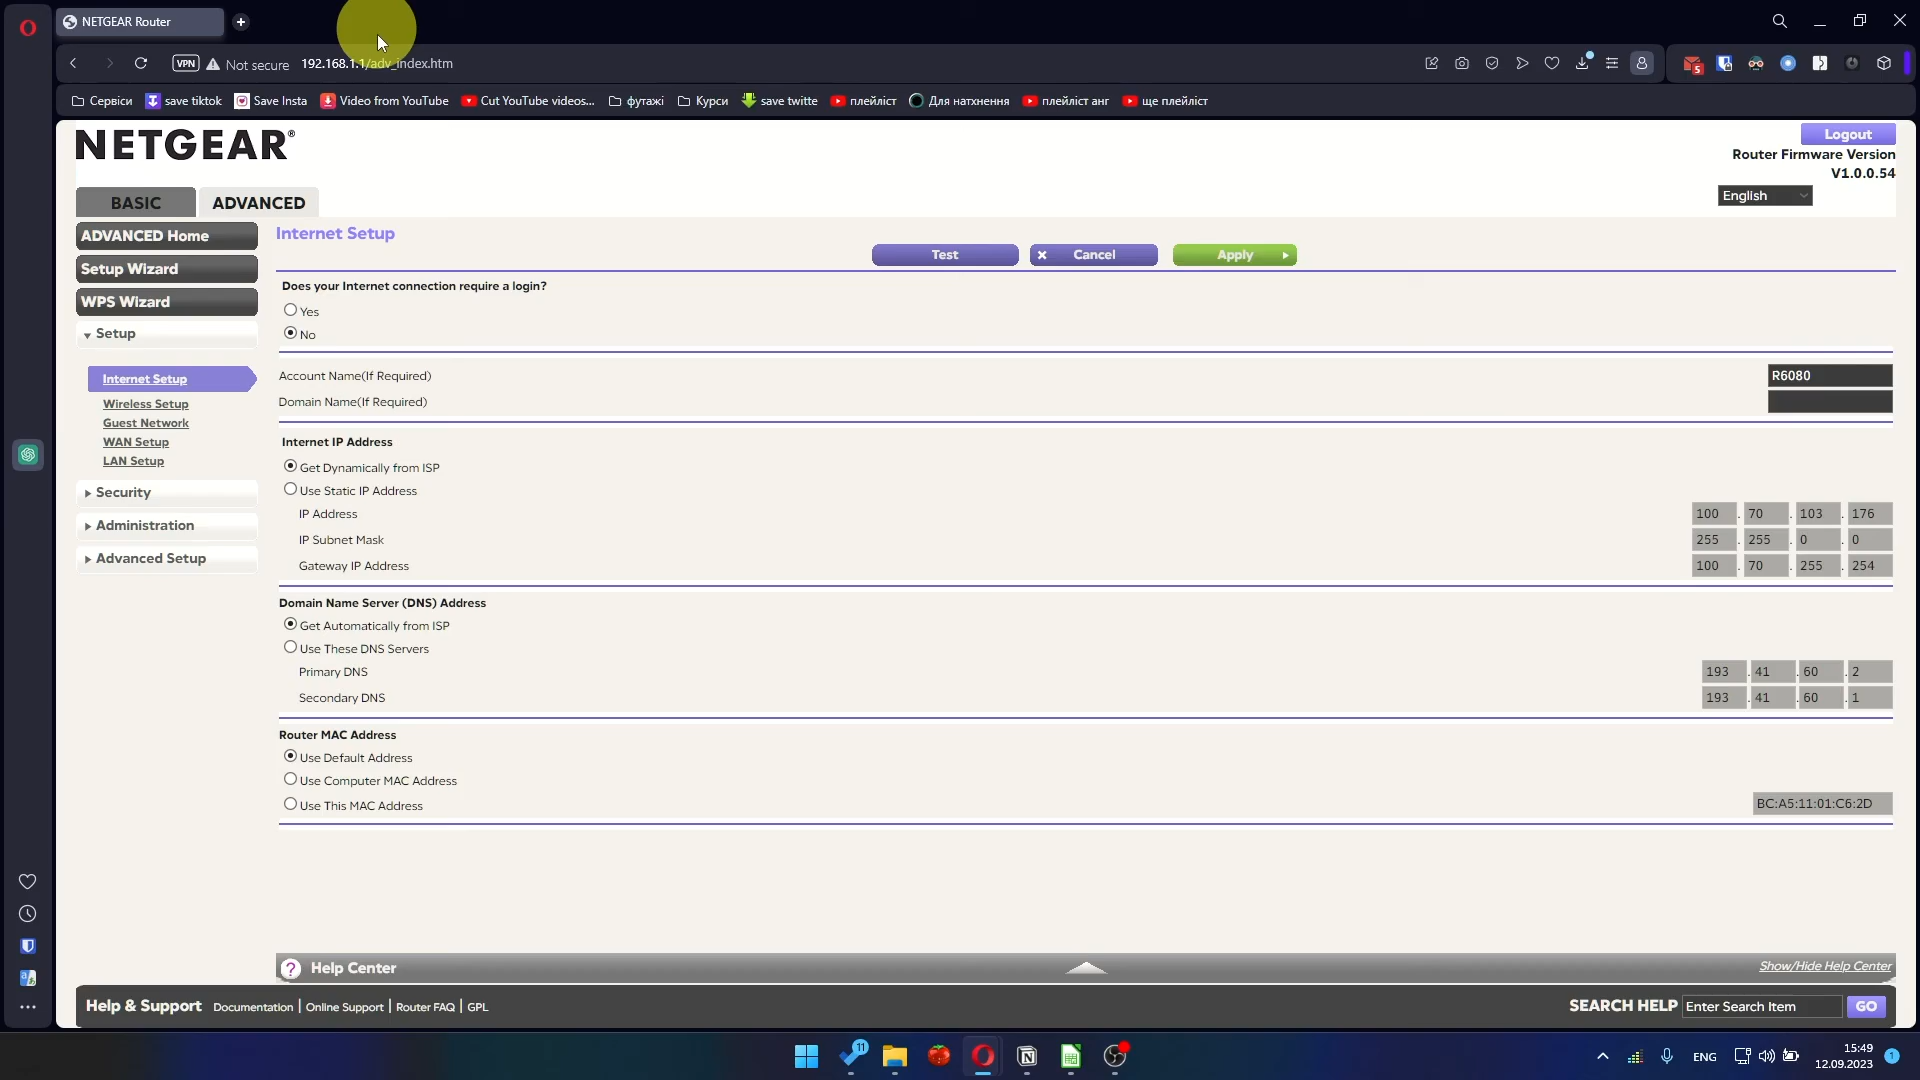 NETGEAR Router
VPN
Not secure
192.168.1.1/adv_index.htm
5
Сервіси
save tiktok
Save Insta
Video from YouTube
Cut YouTube videos...
футажі
Курси
save twitte
плейліст
Для натхнення
плейліст анг
ще плейліст
NETGEAR®
Logout
Router Firmware Version
V1.0.0.54
English
BASIC
ADVANCED
ADVANCED Home
Setup Wizard
WPS Wizard
Setup
Internet Setup
Wireless Setup
Guest Network
WAN Setup
LAN Setup
Security
Administration
Advanced Setup
Internet Setup
Test
Cancel
Apply
Does your Internet connection require a login?
Yes
No
Account Name(If Required)
R6080
Domain Name(If Required)
Internet IP Address
Get Dynamically from ISP
Use Static IP Address
IP Address
100 . 70 . 103 . 176
IP Subnet Mask
255 . 255 . 0 . 0
Gateway IP Address
100 . 70 . 255 . 254
Domain Name Server (DNS) Address
Get Automatically from ISP
Use These DNS Servers
Primary DNS
193 . 41 . 60 . 2
Secondary DNS
193 . 41 . 60 . 1
Router MAC Address
Use Default Address
Use Computer MAC Address
Use This MAC Address
BC:A5:11:01:C6:2D
? Help Center
Show/Hide Help Center
Help & Support
Documentation | Online Support | Router FAQ | GPL
SEARCH HELP
Enter Search Item
GO
11
ENG
15:49
12.09.2023
1